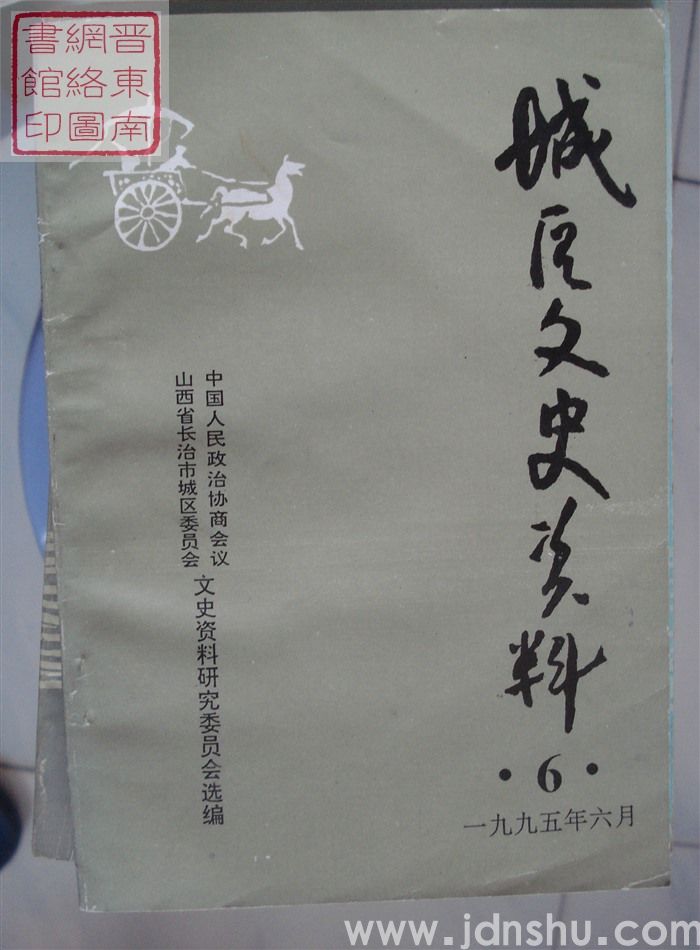 晋東南
網絡圖
書館印
城区文史资料
·6·
一九九五年六月
中国人民政治协商会议
山西省长治市城区委员会
文史资料研究委员会选编
www.jdnshu.com